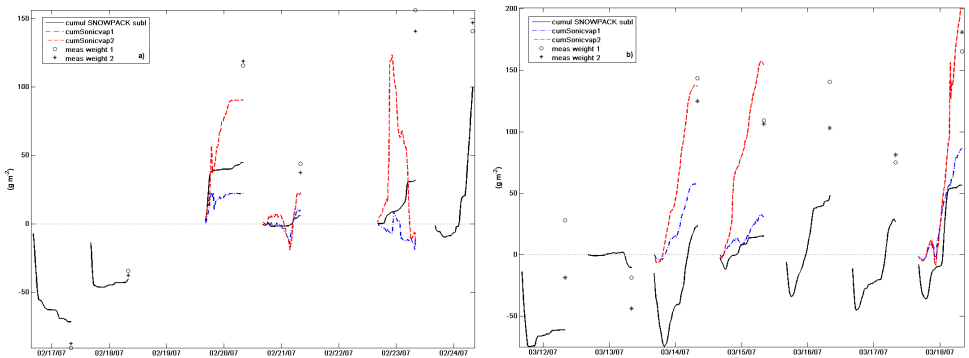 150
100
50
0
-50
(g m-2)
cumul SNOWPACK subl
cumSonicvap1
cumSonicvap2
meas weight 1
meas weight 2
a)
02/17/07 02/18/07 02/19/07 02/20/07 02/21/07 02/22/07 02/23/07 02/24/07
200
150
100
50
0
-50
(g m-2)
cumul SNOWPACK subl
cumSonicvap1
cumSonicvap2
meas weight 1
meas weight 2
b)
03/12/07 03/13/07 03/14/07 03/15/07 03/16/07 03/17/07 03/18/07